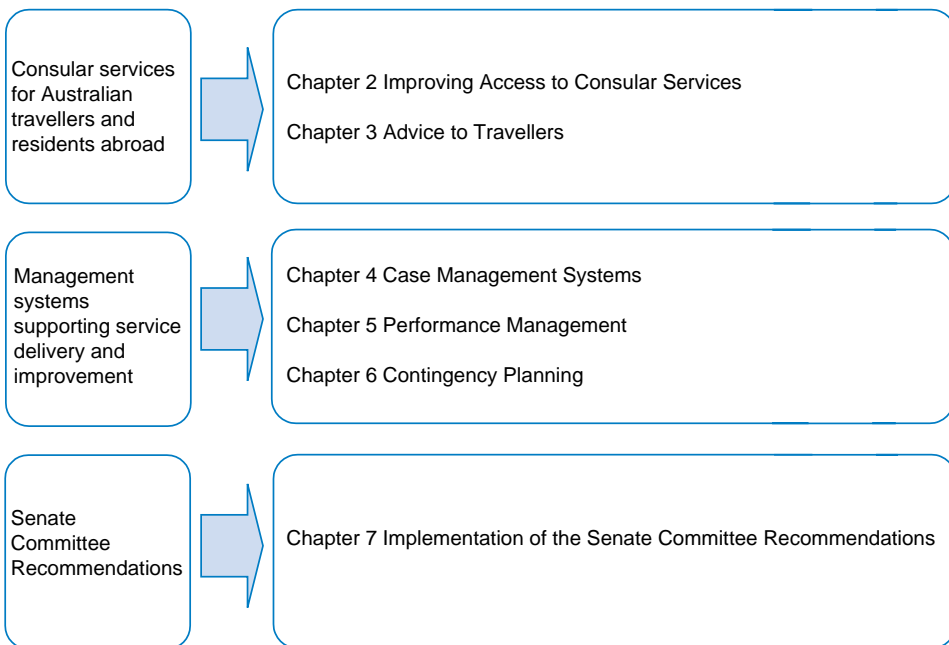 Consular services
for Australian
travellers and
residents abroad
Chapter 2 Improving Access to Consular Services
Chapter 3 Advice to Travellers
Management
systems
supporting service
delivery and
improvement
Chapter 4 Case Management Systems
Chapter 5 Performance Management
Chapter 6 Contingency Planning
Senate
Committee
Recommendations
Chapter 7 Implementation of the Senate Committee Recommendations